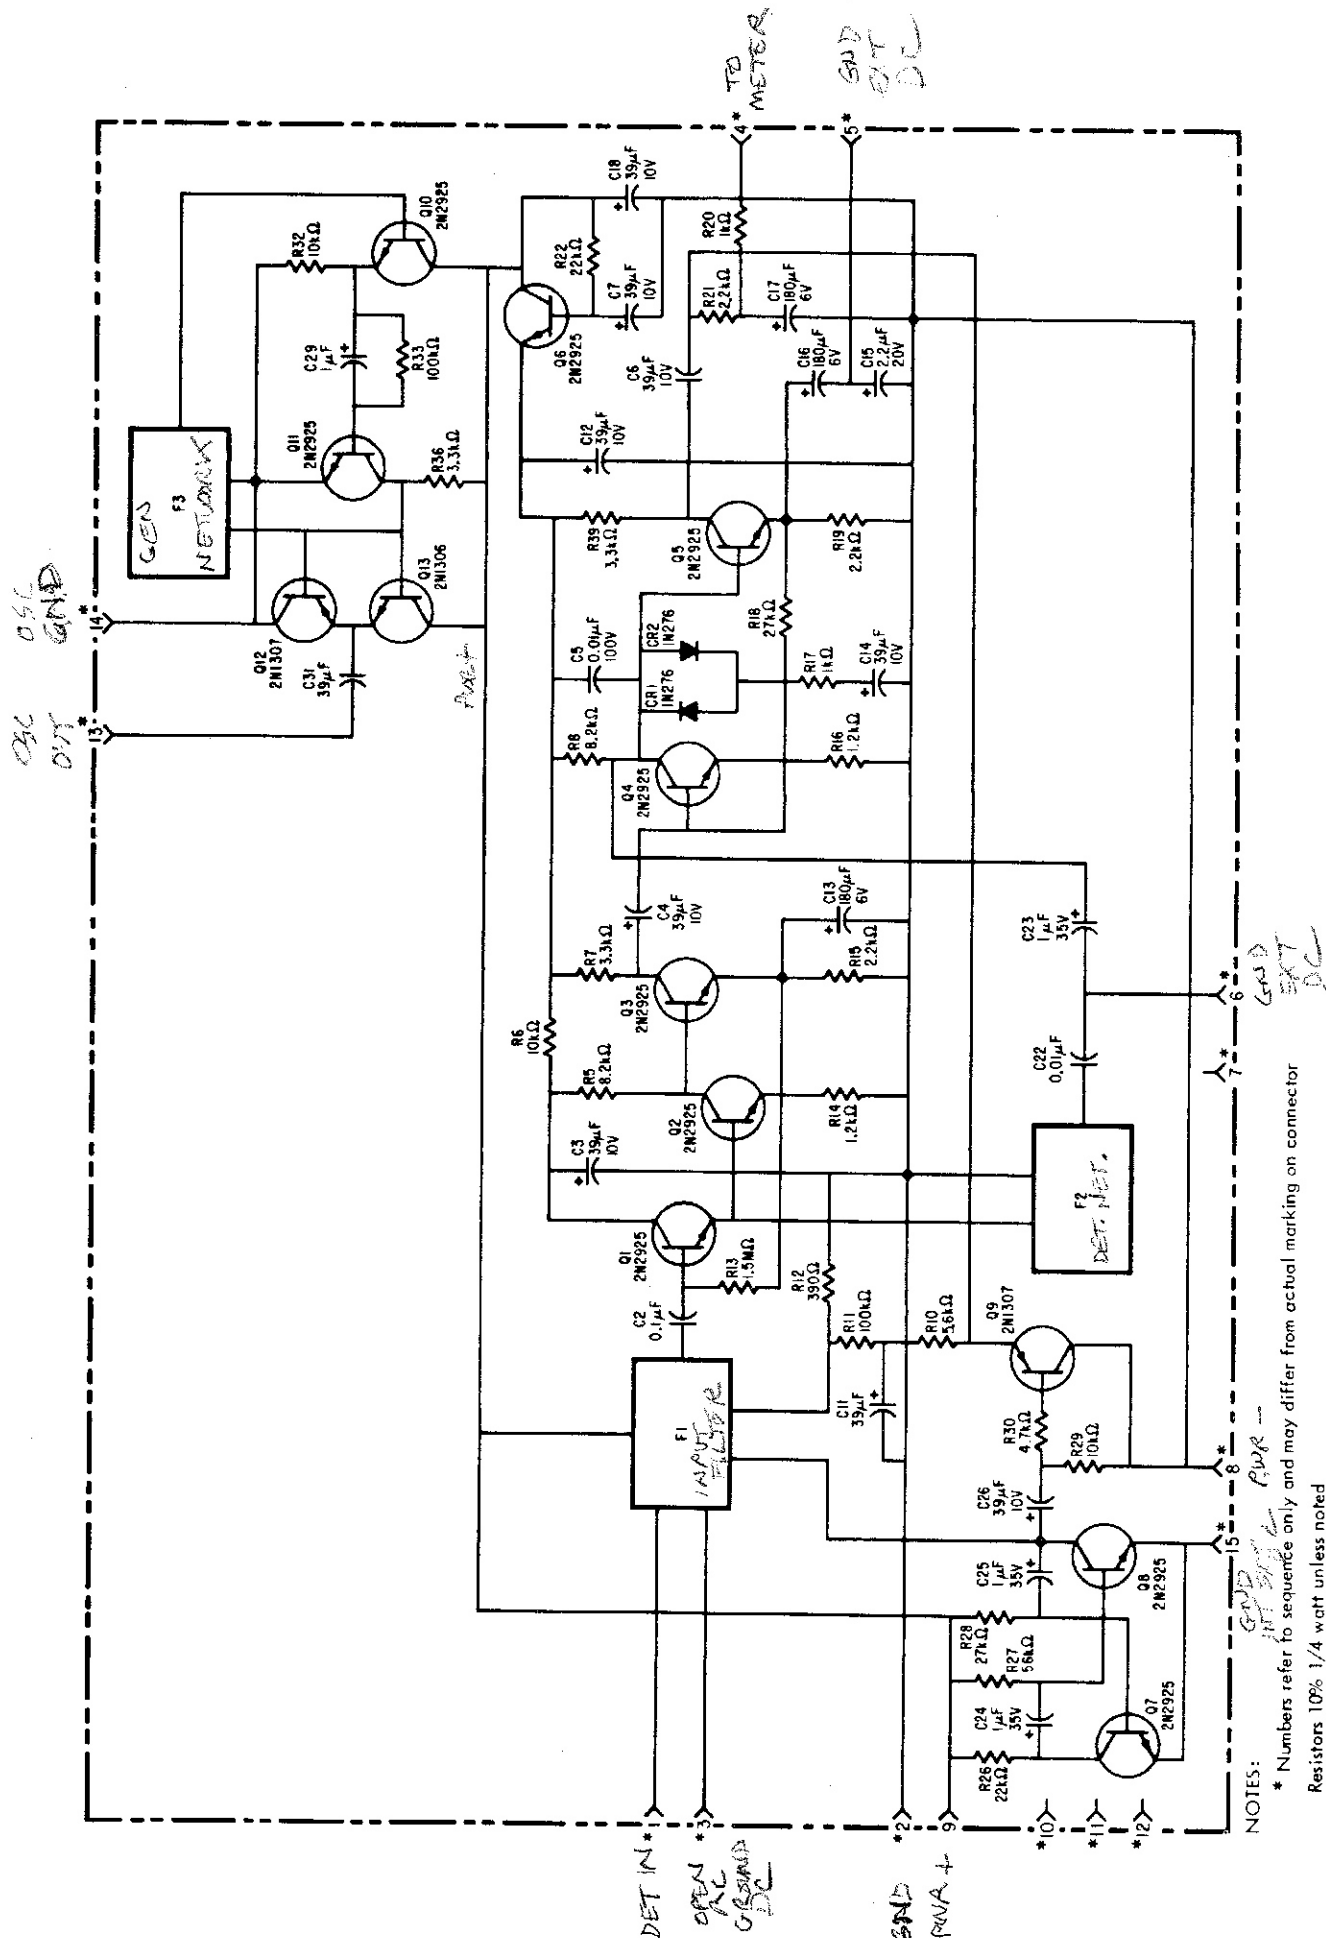 OSC
OUT
13*
OSC
GND
14*
GEN
F3
NETWORK
Q12
2N1307
C31
39µF
Q13
2N1306
Q11
2N2925
R36
3.3kΩ
C29
1µF
R33
100kΩ
R32
10kΩ
Q10
2N2925
PWR+
DET IN *1
OPEN *3
AC
GROUND
DC
F1
INPUT
FILTER
C2
0.1µF
Q1
2N2925
R13
1.5MΩ
C3
39µF
10V
R5
8.2kΩ
R6
10kΩ
Q2
2N2925
R14
1.2kΩ
R7
3.3kΩ
Q3
2N2925
C4
39µF
10V
R15
2.2kΩ
C13
180µF
6V
R8
8.2kΩ
Q4
2N2925
R16
1.2kΩ
C5
0.01µF
100V
CR1
1N276
CR2
1N276
R17
1kΩ
C14
39µF
10V
R18
27kΩ
R39
3.3kΩ
Q5
2N2925
R19
2.2kΩ
C12
39µF
10V
Q6
2N2925
C6
39µF
10V
C7
39µF
10V
R22
22kΩ
C18
39µF
10V
R21
2.2kΩ
R20
1kΩ
C17
180µF
6V
C16
180µF
6V
C15
2.2µF
20V
4* TO
METER
5* GND
EXT
DC
R12
390Ω
R11
100kΩ
C11
39µF
R10
5.6kΩ
Q9
2N1307
R30
4.7kΩ
R29
10kΩ
F2
DET. NET.
C22
0.01µF
C23
1µF
35V
GND *2
PWR + 9
*10
*11
*12
R26
22kΩ
C24
1µF
35V
R27
56kΩ
R28
27kΩ
C25
1µF
35V
C26
39µF
10V
Q7
2N2925
Q8
2N2925
15*
GND
8*
PWR -
7*
6*
GND
EXT
DC
NOTES:
* Numbers refer to sequence only and may differ from actual marking on connector
Resistors 10% 1/4 watt unless noted